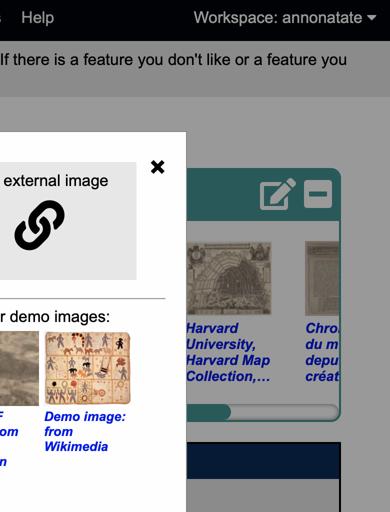 Help
Workspace: annonatate
If there is a feature you don't like or a feature you
external image
r demo images:
Demo image:
from
Wikimedia
om
n
Harvard
University,
Harvard Map
Collection,...
Chro
du m
depu
créat